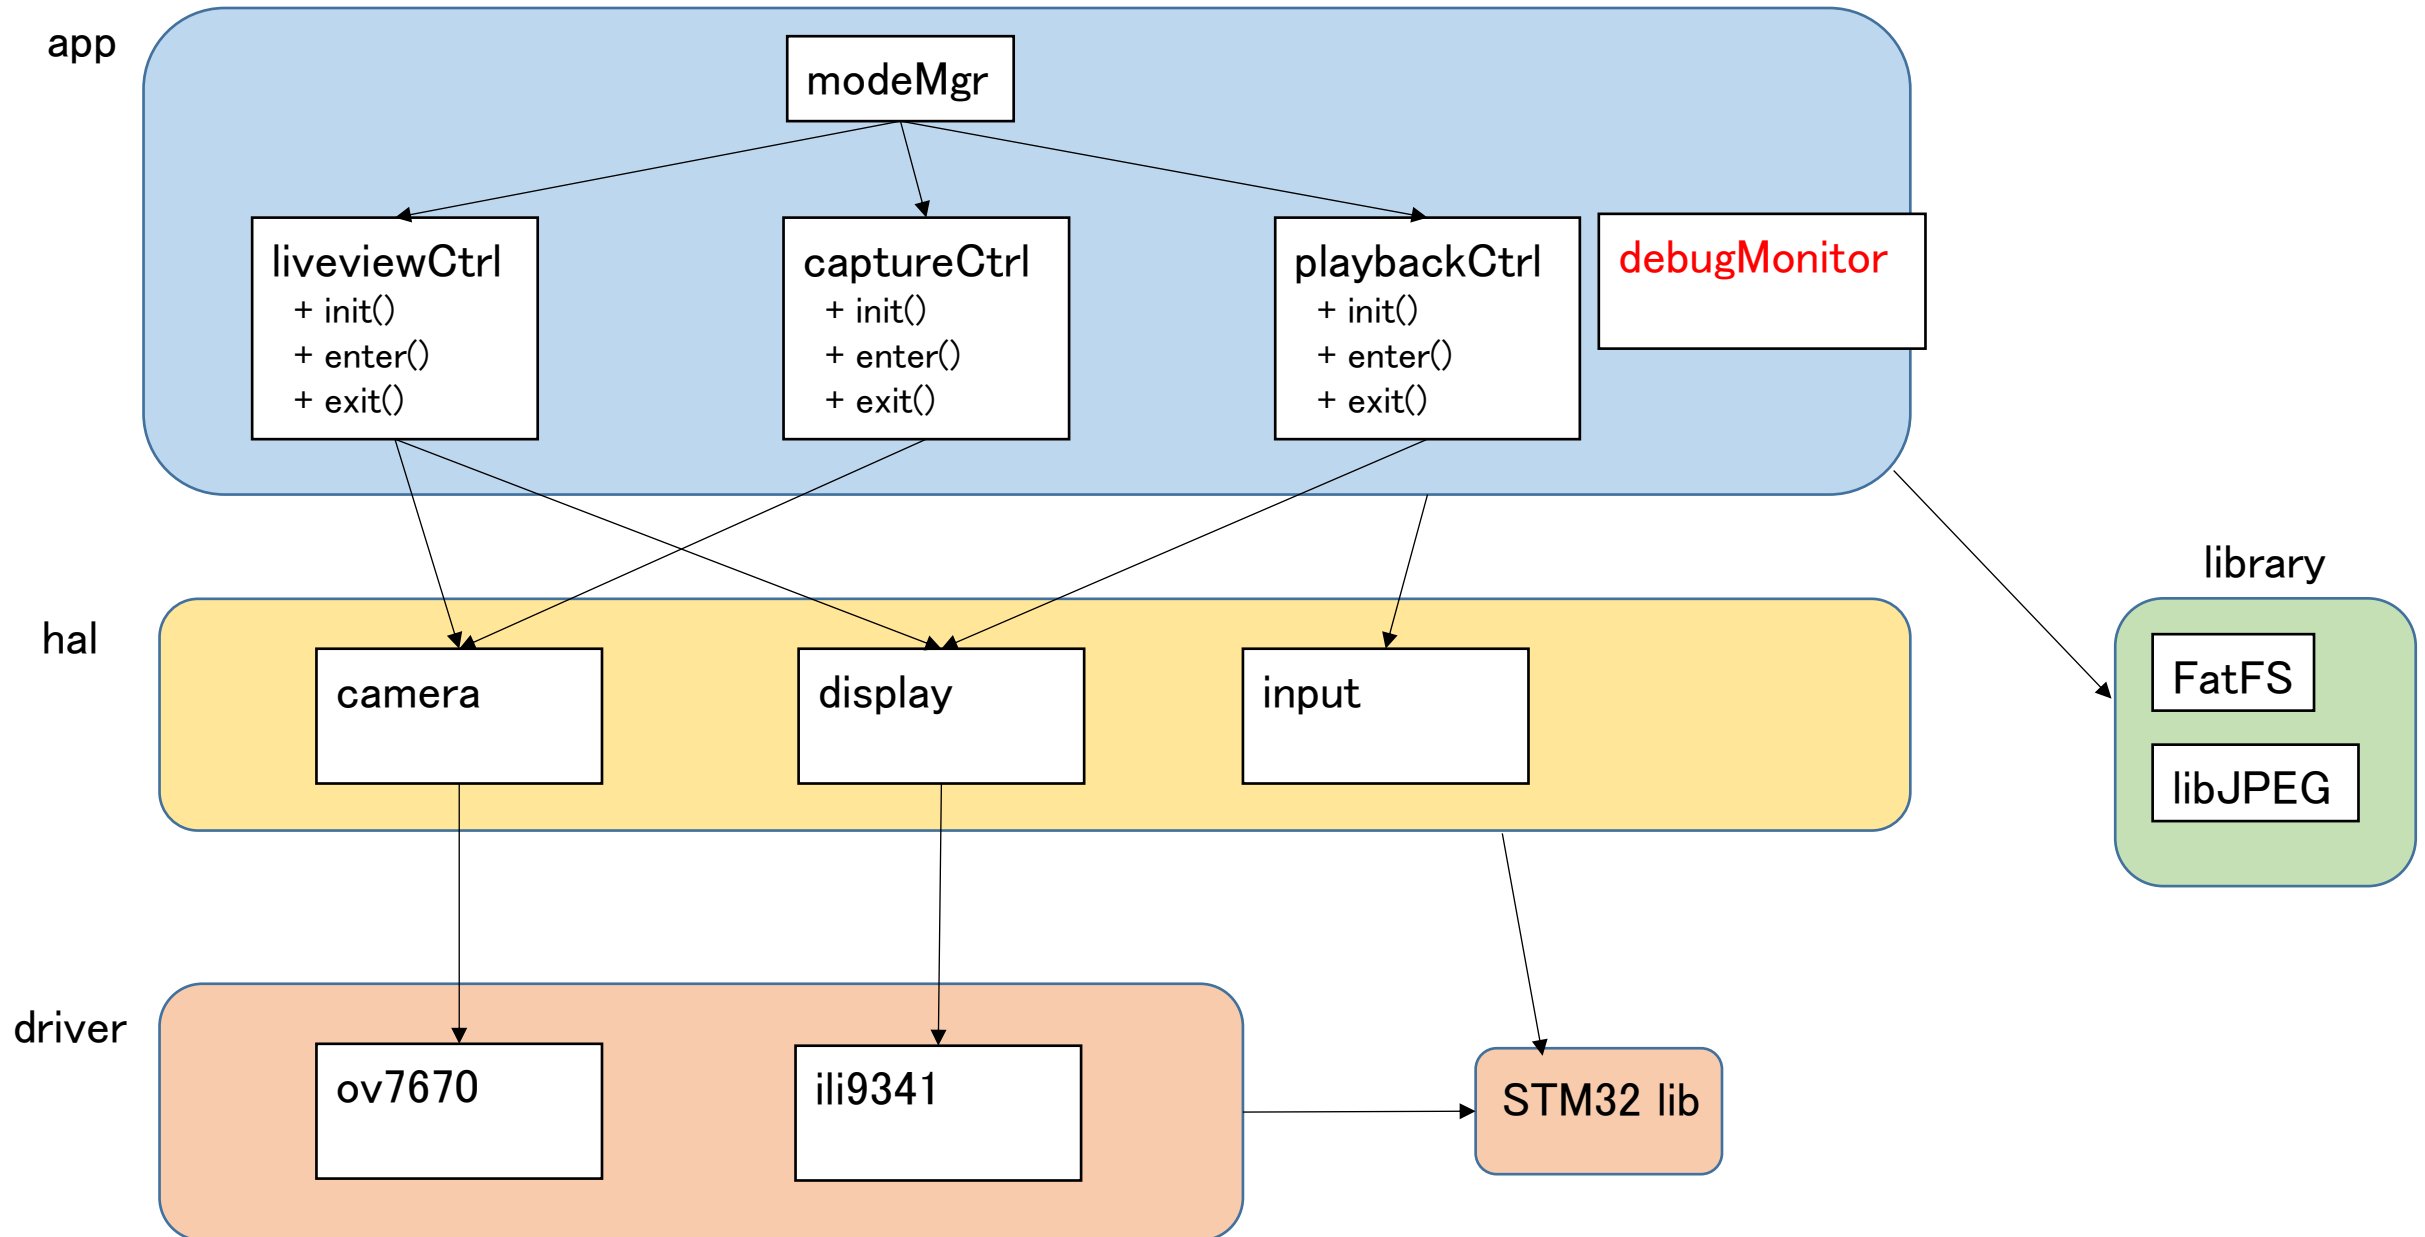 app
modeMgr
liveviewCtrl
+ init()
+ enter()
+ exit()
captureCtrl
+ init()
+ enter()
+ exit()
playbackCtrl
+ init()
+ enter()
+ exit()
debugMonitor
library
FatFS
libJPEG
hal
camera
display
input
driver
ov7670
ili9341
STM32 lib